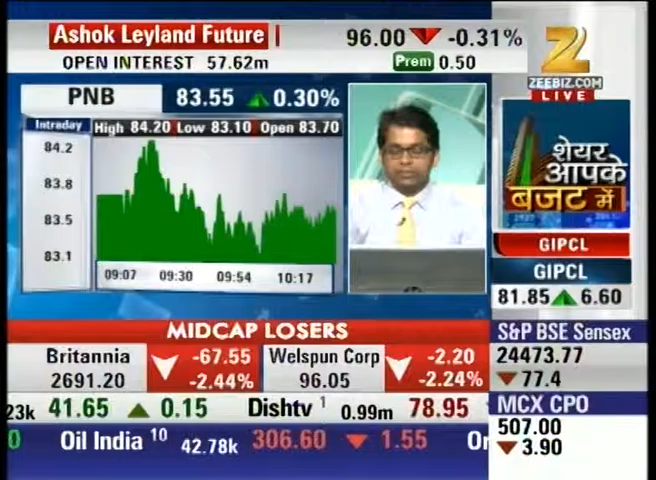 Ashok Leyland Future 96.00 -0.31%
OPEN INTEREST 57.62m Prem 0.50
ZEEBIZ.COM
LIVE
PNB 83.55 0.30%
Intraday High 84.20 Low 83.10 Open 83.70
84.2
83.8
83.5
83.1
09:07 09:30 09:54 10:17
शेयर
आपके
बजट में
GIPCL
GIPCL
81.85 6.60
MIDCAP LOSERS
Britannia -67.55 Welspun Corp -2.20
2691.20 -2.44% 96.05 -2.24%
S&P BSE Sensex
24473.77
77.4
23k 41.65 0.15 Dishtv 1 0.99m 78.95
MCX CPO
507.00
3.90
0 Oil India 10 42.78k 306.60 1.55 Or